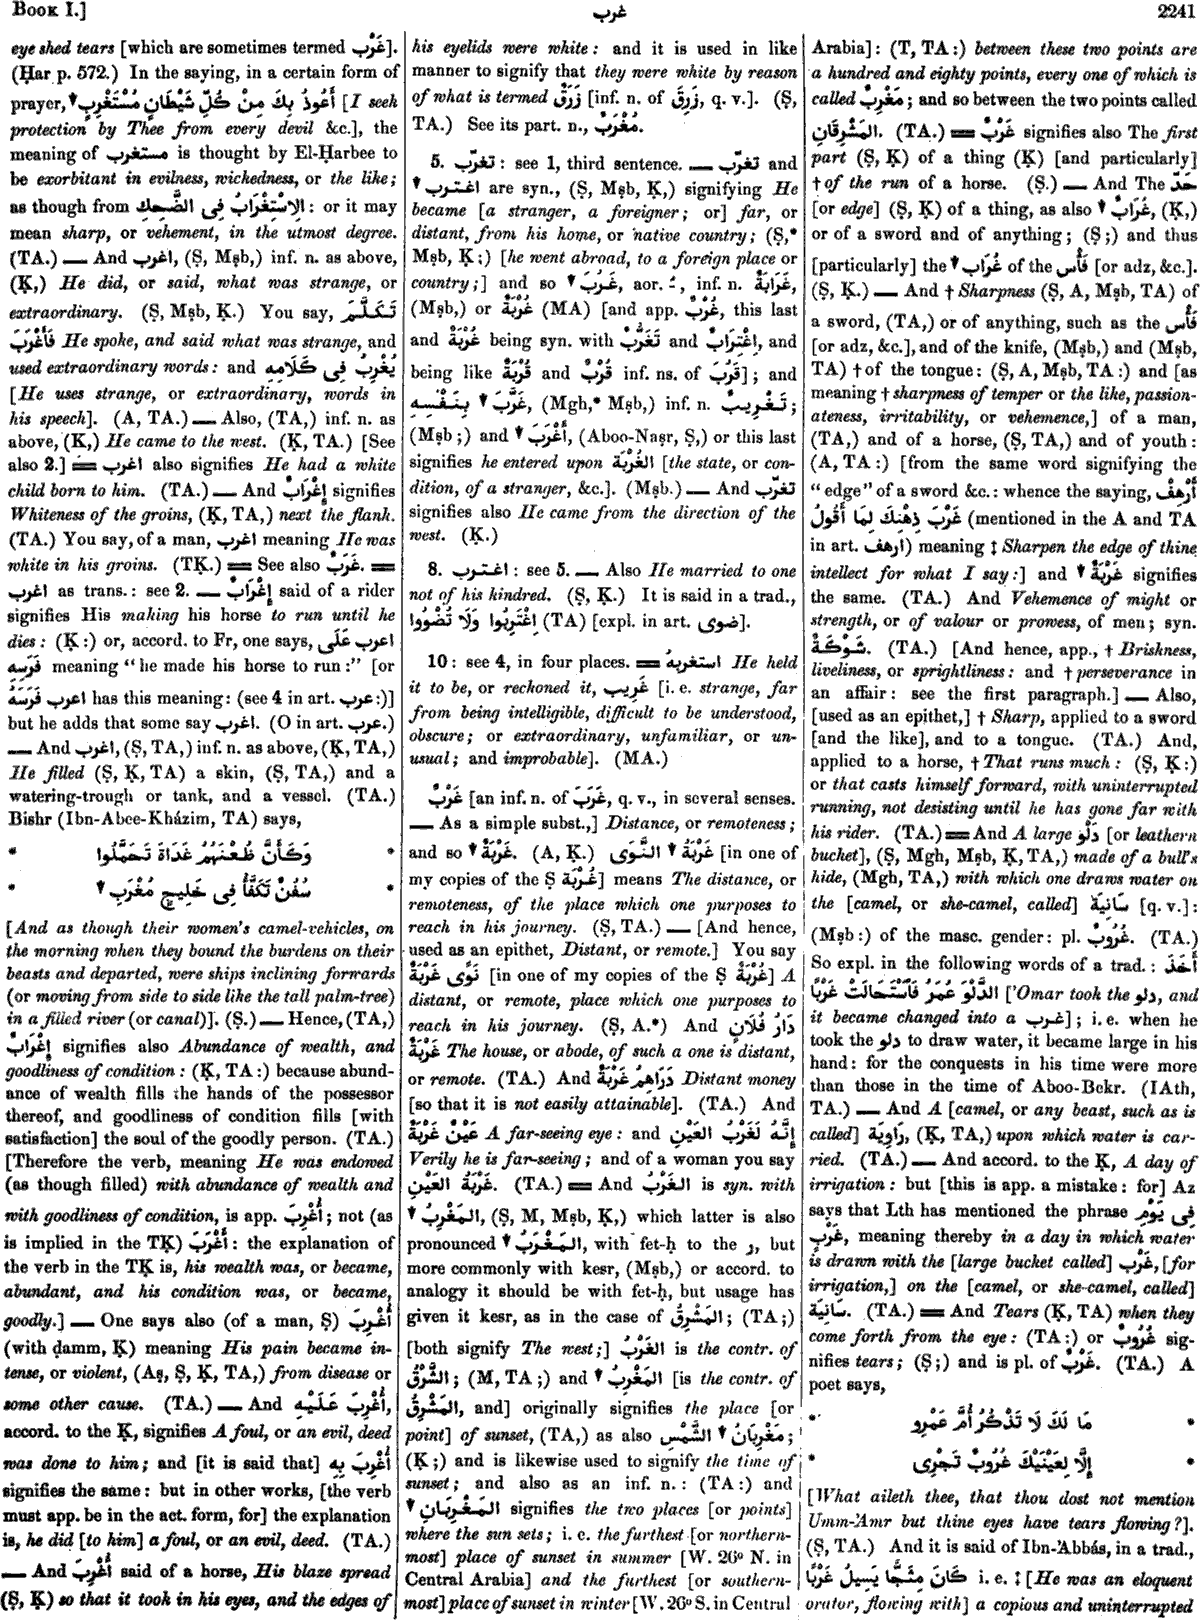 BOOK I.]
غرب
2241
eye shed tears [which are sometimes termed غَرْب].
(Ḥar p. 572.) In the saying, in a certain form of
prayer, ▼ أَعُوذُ بِكَ مِنْ كُلِّ شَيْطَانٍ مُسْتَغْرِبٍ [I seek
protection by Thee from every devil &c.], the
meaning of مستغرب is thought by El-Ḥarbee to
be exorbitant in evilness, wickedness, or the like;
as though from الاِسْتِغْرَابُ فِى الضَّحِكِ: or it may
mean sharp, or vehement, in the utmost degree.
(TA.) — And اغرب, (Ṣ, Mṣb,) inf. n. as above,
(Ḳ,) He did, or said, what was strange, or
extraordinary. (Ṣ, Mṣb, Ḳ.) You say, تَكَلَّمَ
فَأَغْرَبَ He spoke, and said what was strange, and
used extraordinary words: and يُغْرِبُ فِى كَلَامِهِ
[He uses strange, or extraordinary, words in
his speech]. (A, TA.) — Also, (TA,) inf. n. as
above, (Ḳ,) He came to the west. (Ḳ, TA.) [See
also 2.] ═ اغرب also signifies He had a white
child born to him. (TA.) — And إِغْرَابٌ signifies
Whiteness of the groins, (Ḳ, TA,) next the flank.
(TA.) You say, of a man, اغرب meaning He was
white in his groins. (TḲ.) ═ See also غَرَبَ. ═
اغرب as trans.: see 2. — إِغْرَابٌ said of a rider
signifies His making his horse to run until he
dies: (Ḳ:) or, accord. to Fr, one says, اغرب عَلَى
فَرَسِهِ meaning "he made his horse to run:" [or
اعرب فَرَسَهُ has this meaning: (see 4 in art. عرب:)]
but he adds that some say اغرب. (O in art. عرب.)
— And اغرب, (Ṣ, TA,) inf. n. as above, (Ḳ, TA,)
He filled (Ṣ, Ḳ, TA) a skin, (Ṣ, TA,) and a
watering-trough or tank, and a vessel. (TA.)
Bishr (Ibn-Abee-Kházim, TA) says,
* وَكَأَنَّ ظُعْنَهُمُ غَدَاةَ تَحَمَّلُوا *
* سُفُنٌ تَكَفَّأُ فِى خَلِيجٍ مُغْرَبِ ▼ *
[And as though their women's camel-vehicles, on
the morning when they bound the burdens on their
beasts and departed, were ships inclining forwards
(or moving from side to side like the tall palm-tree)
in a filled river (or canal)]. (Ṣ.) — Hence, (TA,)
إِغْرَابٌ signifies also Abundance of wealth, and
goodliness of condition: (Ḳ, TA:) because abund-
ance of wealth fills the hands of the possessor
thereof, and goodliness of condition fills [with
satisfaction] the soul of the goodly person. (TA.)
[Therefore the verb, meaning He was endowed
(as though filled) with abundance of wealth and
with goodliness of condition, is app. أُغْرِبَ; not (as
is implied in the TḲ) أَغْرَبَ: the explanation of
the verb in the TḲ is, his wealth was, or became,
abundant, and his condition was, or became,
goodly.] — One says also (of a man, Ṣ) أُغْرِبَ
(with ḍamm, Ḳ) meaning His pain became in-
tense, or violent, (Aṣ, Ṣ, Ḳ, TA,) from disease or
some other cause. (TA.) — And أُغْرِبَ عَلَيْهِ,
accord. to the Ḳ, signifies A foul, or an evil, deed
was done to him; and [it is said that] أُغْرِبَ بِهِ
signifies the same: but in other works, [the verb
must app. be in the act. form, for] the explanation
is, he did [to him] a foul, or an evil, deed. (TA.)
— And أُغْرِبَ said of a horse, His blaze spread
(Ṣ, Ḳ) so that it took in his eyes, and the edges of
his eyelids were white: and it is used in like
manner to signify that they were white by reason
of what is termed زَرَقٌ [inf. n. of زَرِقَ, q. v.]. (Ṣ,
TA.) See its part. n., مُغْرَبٌ.
5. تغرّب: see 1, third sentence. — تغرّب and
▼ اغترب are syn., (Ṣ, Mṣb, Ḳ,) signifying He
became [a stranger, a foreigner; or] far, or
distant, from his home, or native country; (Ṣ,*
Mṣb, Ḳ;) [he went abroad, to a foreign place or
country;] and so ▼ غَرُبَ, aor. ـُ, inf. n. غَرَابَةٌ,
(Mṣb,) or غُرْبَةٌ (MA) [and app. غُرْبٌ, this last
and غُرْبَةٌ being syn. with تَغَرُّبٌ and اِغْتِرَابٌ, and
being like قُرْبَةٌ and قُرْبٌ inf. ns. of قَرُبَ]; and
غَرَّبَ ▼ بِنَفْسِهِ, (Mgh,* Mṣb,) inf. n. تَغْرِيبٌ;
(Mṣb;) and ▼ أَغْرَبَ, (Aboo-Naṣr, Ṣ,) or this last
signifies he entered upon الغُرْبَة [the state, or con-
dition, of a stranger, &c.]. (Mṣb.) — And تغرّب
signifies also He came from the direction of the
west. (Ḳ.)
8. اغترب: see 5. — Also He married to one
not of his kindred. (Ṣ, Ḳ.) It is said in a trad.,
اِغْتَرِبُوا وَلَا تُضْوُوا (TA) [expl. in art. ضوى].
10: see 4, in four places. ═ استغربهُ He held
it to be, or reckoned it, غَرِيب [i. e. strange, far
from being intelligible, difficult to be understood,
obscure; or extraordinary, unfamiliar, or un-
usual; and improbable]. (MA.)
غَرْبٌ [an inf. n. of غَرَبَ, q. v., in several senses.
— As a simple subst.,] Distance, or remoteness;
and so ▼ غَرْبَةٌ. (A, Ḳ.) غَرْبَةُ ▼ النَّوَى [in one of
my copies of the Ṣ غُرْبَة] means The distance, or
remoteness, of the place which one purposes to
reach in his journey. (Ṣ, TA.) — [And hence,
used as an epithet, Distant, or remote.] You say
نَوًى غَرْبَةٌ [in one of my copies of the Ṣ غُرْبَةٌ] A
distant, or remote, place which one purposes to
reach in his journey. (Ṣ, A.*) And دَارُ فُلَانٍ
غَرْبَةٌ The house, or abode, of such a one is distant,
or remote. (TA.) And دَرَاهِمُ غَرْبَةٌ Distant money
[so that it is not easily attainable]. (TA.) And
عَيْنٌ غَرْبَةٌ A far-seeing eye: and إِنَّهُ لَغَرْبُ العَيْنِ
Verily he is far-seeing; and of a woman you say
غَرْبَةُ العَيْنِ. (TA.) ═ And الغَرْبُ is syn. with
▼ المَغْرِبُ, (Ṣ, M, Mṣb, Ḳ,) which latter is also
pronounced ▼ المَغْرَبُ, with fet-ḥ to the ر, but
more commonly with kesr, (Mṣb,) or accord. to
analogy it should be with fet-ḥ, but usage has
given it kesr, as in the case of المَشْرِقُ; (TA;)
[both signify The west;] الغَرْبُ is the contr. of
الشَّرْقُ; (M, TA;) and ▼ المَغْرِبُ [is the contr. of
المَشْرِقُ, and] originally signifies the place [or
point] of sunset, (TA,) as also مَغْرِبَانُ ▼ الشَّمْسِ;
(Ḳ;) and is likewise used to signify the time of
sunset; and also as an inf. n.: (TA:) and
▼ المَغْرِبَانِ signifies the two places [or points]
where the sun sets; i. e. the furthest [or northern-
most] place of sunset in summer [W. 26° N. in
Central Arabia] and the furthest [or southern-
most] place of sunset in winter [W. 26° S. in Central
Arabia]: (T, TA:) between these two points are
a hundred and eighty points, every one of which is
called مَغْرِبٌ; and so between the two points called
المَشْرِقَانِ. (TA.) ═ غَرْبٌ signifies also The first
part (Ṣ, Ḳ) of a thing (Ḳ) [and particularly]
† of the run of a horse. (Ṣ.) — And The حَدّ
[or edge] (Ṣ, Ḳ) of a thing, as also ▼ غُرَابٌ, (Ḳ,)
or of a sword and of anything; (Ṣ;) and thus
[particularly] the ▼ غُرَاب of the فَأْس [or adz, &c.].
(Ṣ, Ḳ.) — And † Sharpness (Ṣ, A, Mṣb, TA) of
a sword, (TA,) or of anything, such as the فَأْس
[or adz, &c.], and of the knife, (Mṣb,) and (Mṣb,
TA) † of the tongue: (Ṣ, A, Mṣb, TA:) and [as
meaning † sharpness of temper or the like, passion-
ateness, irritability, or vehemence,] of a man,
(TA,) and of a horse, (Ṣ, TA,) and of youth:
(A, TA:) [from the same word signifying the
"edge" of a sword &c.: whence the saying, أَرْهِفْ
غَرْبَ ذِهْنِكَ لِمَا أَقُولُ (mentioned in the A and TA
in art. ارهف) meaning ‡ Sharpen the edge of thine
intellect for what I say:] and ▼ غَرْبَةٌ signifies
the same. (TA.) And Vehemence of might or
strength, or of valour or prowess, of men; syn.
شَوْكَةٌ. (TA.) [And hence, app., † Briskness,
liveliness, or sprightliness: and † perseverance in
an affair: see the first paragraph.] — Also,
[used as an epithet,] † Sharp, applied to a sword
[and the like], and to a tongue. (TA.) And,
applied to a horse, † That runs much: (Ṣ, Ḳ:)
or that casts himself forward, with uninterrupted
running, not desisting until he has gone far with
his rider. (TA.) ═ And A large دَلْو [or leathern
bucket], (Ṣ, Mgh, Mṣb, Ḳ, TA,) made of a bull's
hide, (Mgh, TA,) with which one draws water on
the [camel, or she-camel, called] سَانِيَة [q. v.]:
(Mṣb:) of the masc. gender: pl. غُرُوبٌ. (TA.)
So expl. in the following words of a trad.: أَخَذَ
الدَّلْوَ عُمَرُ فَٱسْتَحَالَتْ غَرْبًا ['Omar took the دلو, and
it became changed into a غرب]; i. e. when he
took the دلو to draw water, it became large in his
hand: for the conquests in his time were more
than those in the time of Aboo-Bekr. (IAth,
TA.) — And A [camel, or any beast, such as is
called] رَاوِيَة, (Ḳ, TA,) upon which water is car-
ried. (TA.) — And accord. to the Ḳ, A day of
irrigation: but [this is app. a mistake: for] Az
says that Lth has mentioned the phrase فِى يَوْمِ
غَرْبٍ, meaning thereby in a day in which water
is drawn with the [large bucket called] غَرْب, [for
irrigation,] on the [camel, or she-camel, called]
سَانِيَة. (TA.) ═ And Tears (Ḳ, TA) when they
come forth from the eye: (TA:) or غُرُوبٌ sig-
nifies tears; (Ṣ;) and is pl. of غَرْبٌ. (TA.) A
poet says,
* مَا لَكَ لَا تَذْكُرُ أُمَّ عَمْرِو *
* إِلَّا لِعَيْنَيْكَ غُرُوبٌ تَجْرِى *
[What aileth thee, that thou dost not mention
Umm-'Amr but thine eyes have tears flowing?].
(Ṣ, TA.) And it is said of Ibn-'Abbás, in a trad.,
كَانَ مِثَجًّا يَسِيلُ غَرْبًا i. e. ‡ [He was an eloquent
orator, flowing with] a copious and uninterrupted